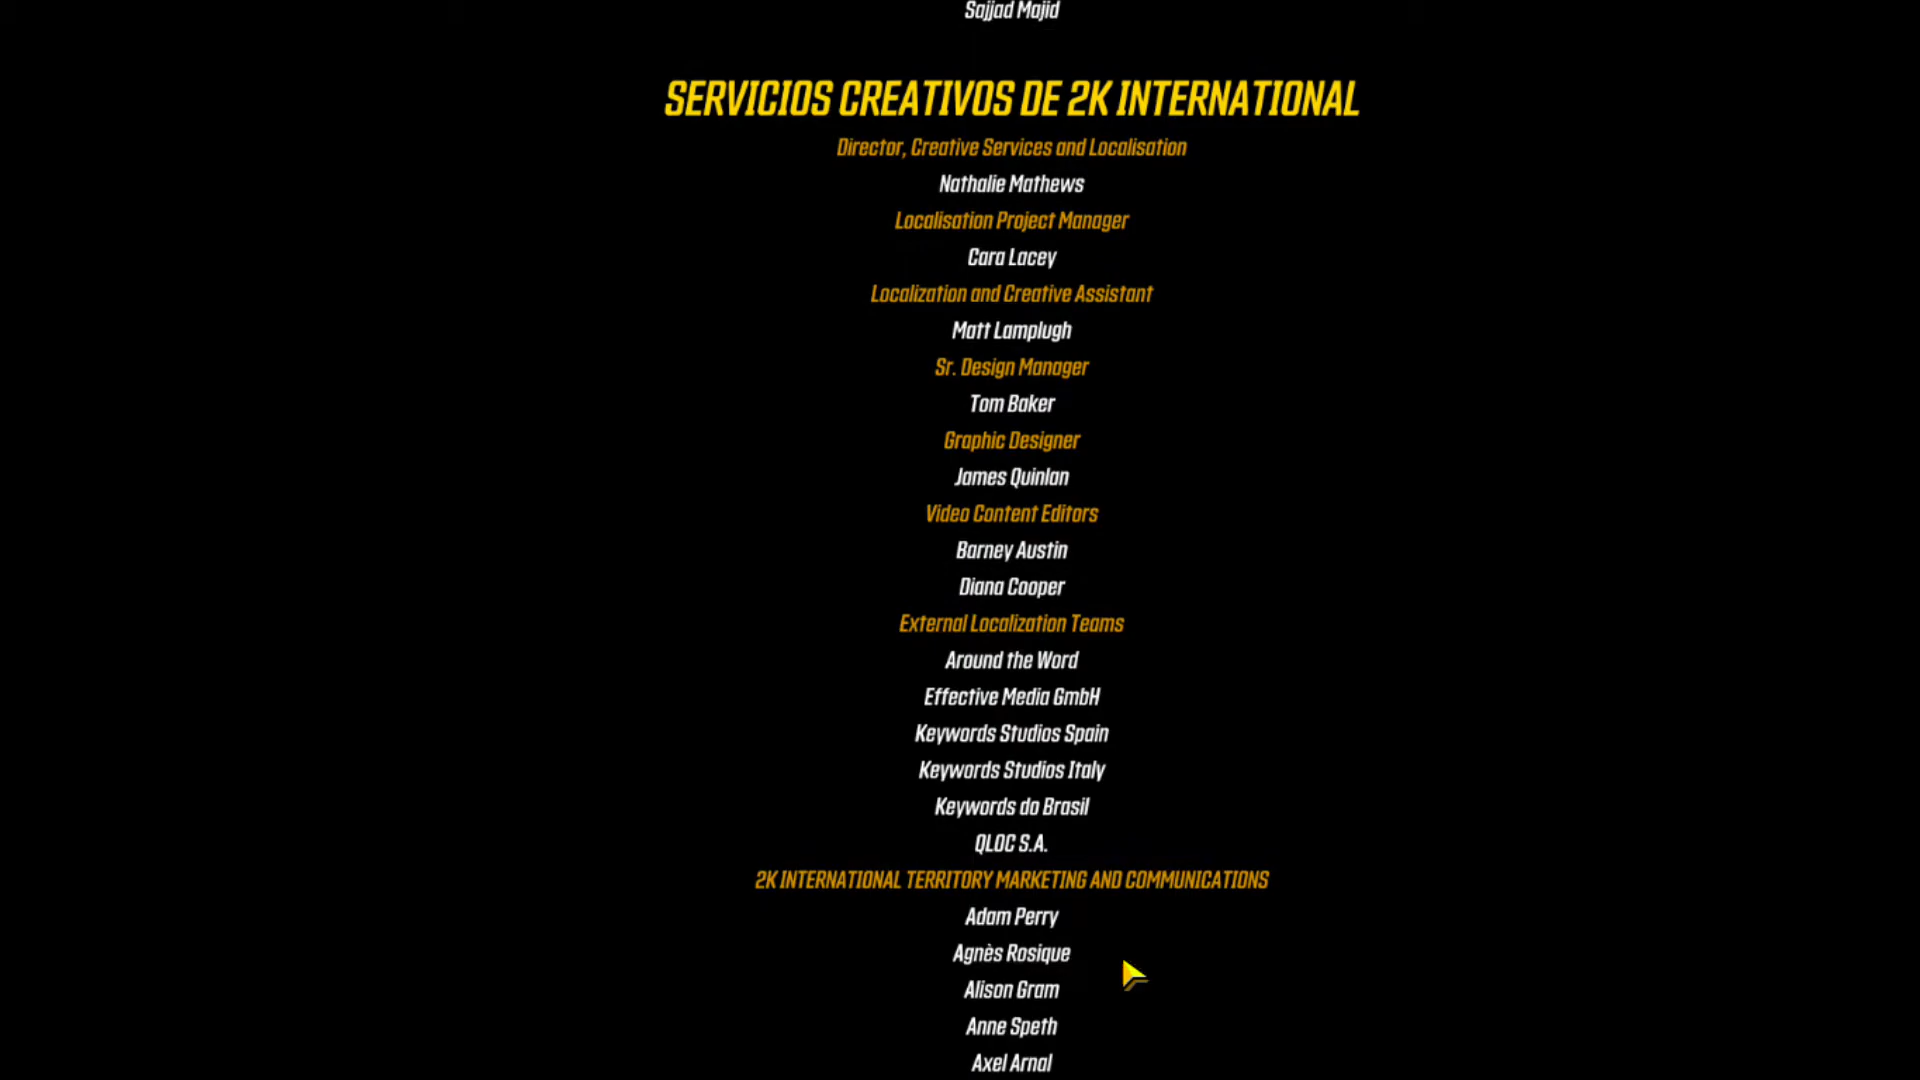 Sajjad Majid
SERVICIOS CREATIVOS DE 2K INTERNATIONAL
Director, Creative Services and Localisation
Nathalie Mathews
Localisation Project Manager
Cara Lacey
Localization and Creative Assistant
Matt Lamplugh
Sr. Design Manager
Tom Baker
Graphic Designer
James Quinlan
Video Content Editors
Barney Austin
Diana Cooper
External Localization Teams
Around the Word
Effective Media GmbH
Keywords Studios Spain
Keywords Studios Italy
Keywords do Brasil
QLOC S.A.
2K INTERNATIONAL TERRITORY MARKETING AND COMMUNICATIONS
Adam Perry
Agnès Rosique
Alison Gram
Anne Speth
Axel Arnal